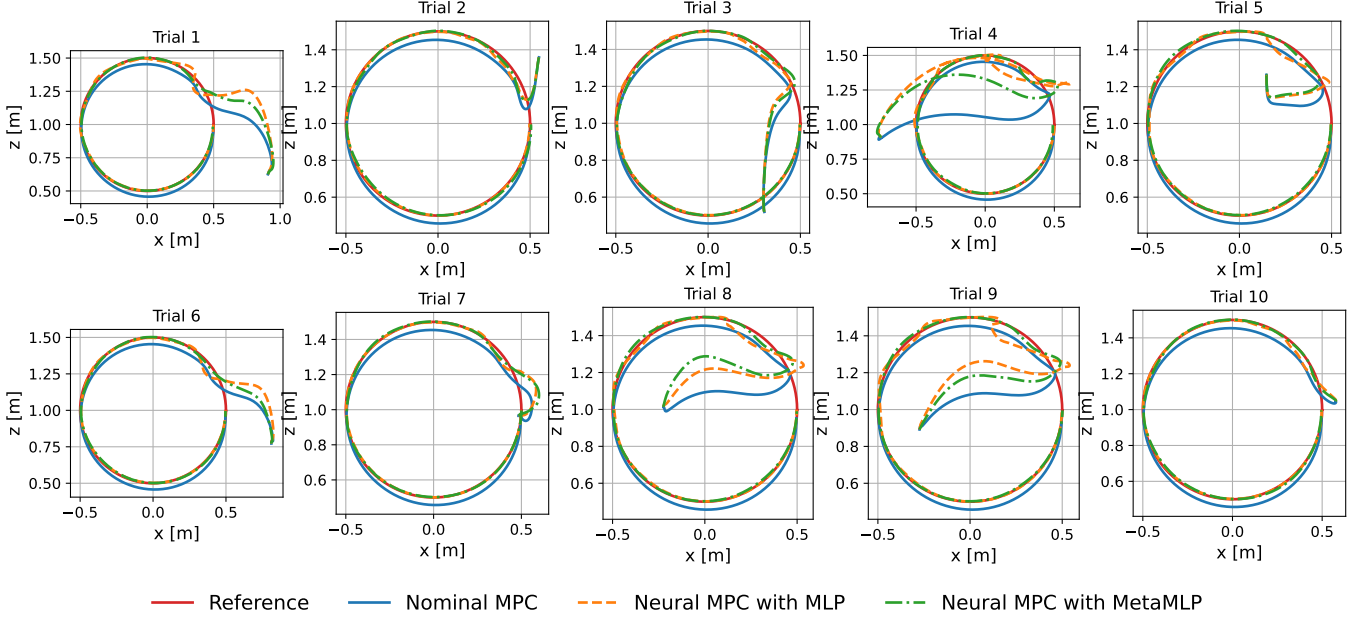 Trial 1
z [m]
1.50
1.25
1.00
0.75
0.50
−0.5
0.0
0.5
1.0
x [m]
Trial 2
z [m]
1.4
1.2
1.0
0.8
0.6
−0.5
0.0
0.5
x [m]
Trial 3
z [m]
1.4
1.2
1.0
0.8
0.6
−0.5
0.0
0.5
x [m]
Trial 4
z [m]
1.50
1.25
1.00
0.75
0.50
−0.5
0.0
0.5
x [m]
Trial 5
z [m]
1.4
1.2
1.0
0.8
0.6
−0.5
0.0
0.5
x [m]
Trial 6
z [m]
1.50
1.25
1.00
0.75
0.50
−0.5
0.0
0.5
x [m]
Trial 7
z [m]
1.4
1.2
1.0
0.8
0.6
−0.5
0.0
0.5
x [m]
Trial 8
z [m]
1.4
1.2
1.0
0.8
0.6
−0.5
0.0
0.5
x [m]
Trial 9
z [m]
1.4
1.2
1.0
0.8
0.6
−0.5
0.0
0.5
x [m]
Trial 10
z [m]
1.4
1.2
1.0
0.8
0.6
−0.5
0.0
0.5
x [m]
Reference Nominal MPC Neural MPC with MLP Neural MPC with MetaMLP